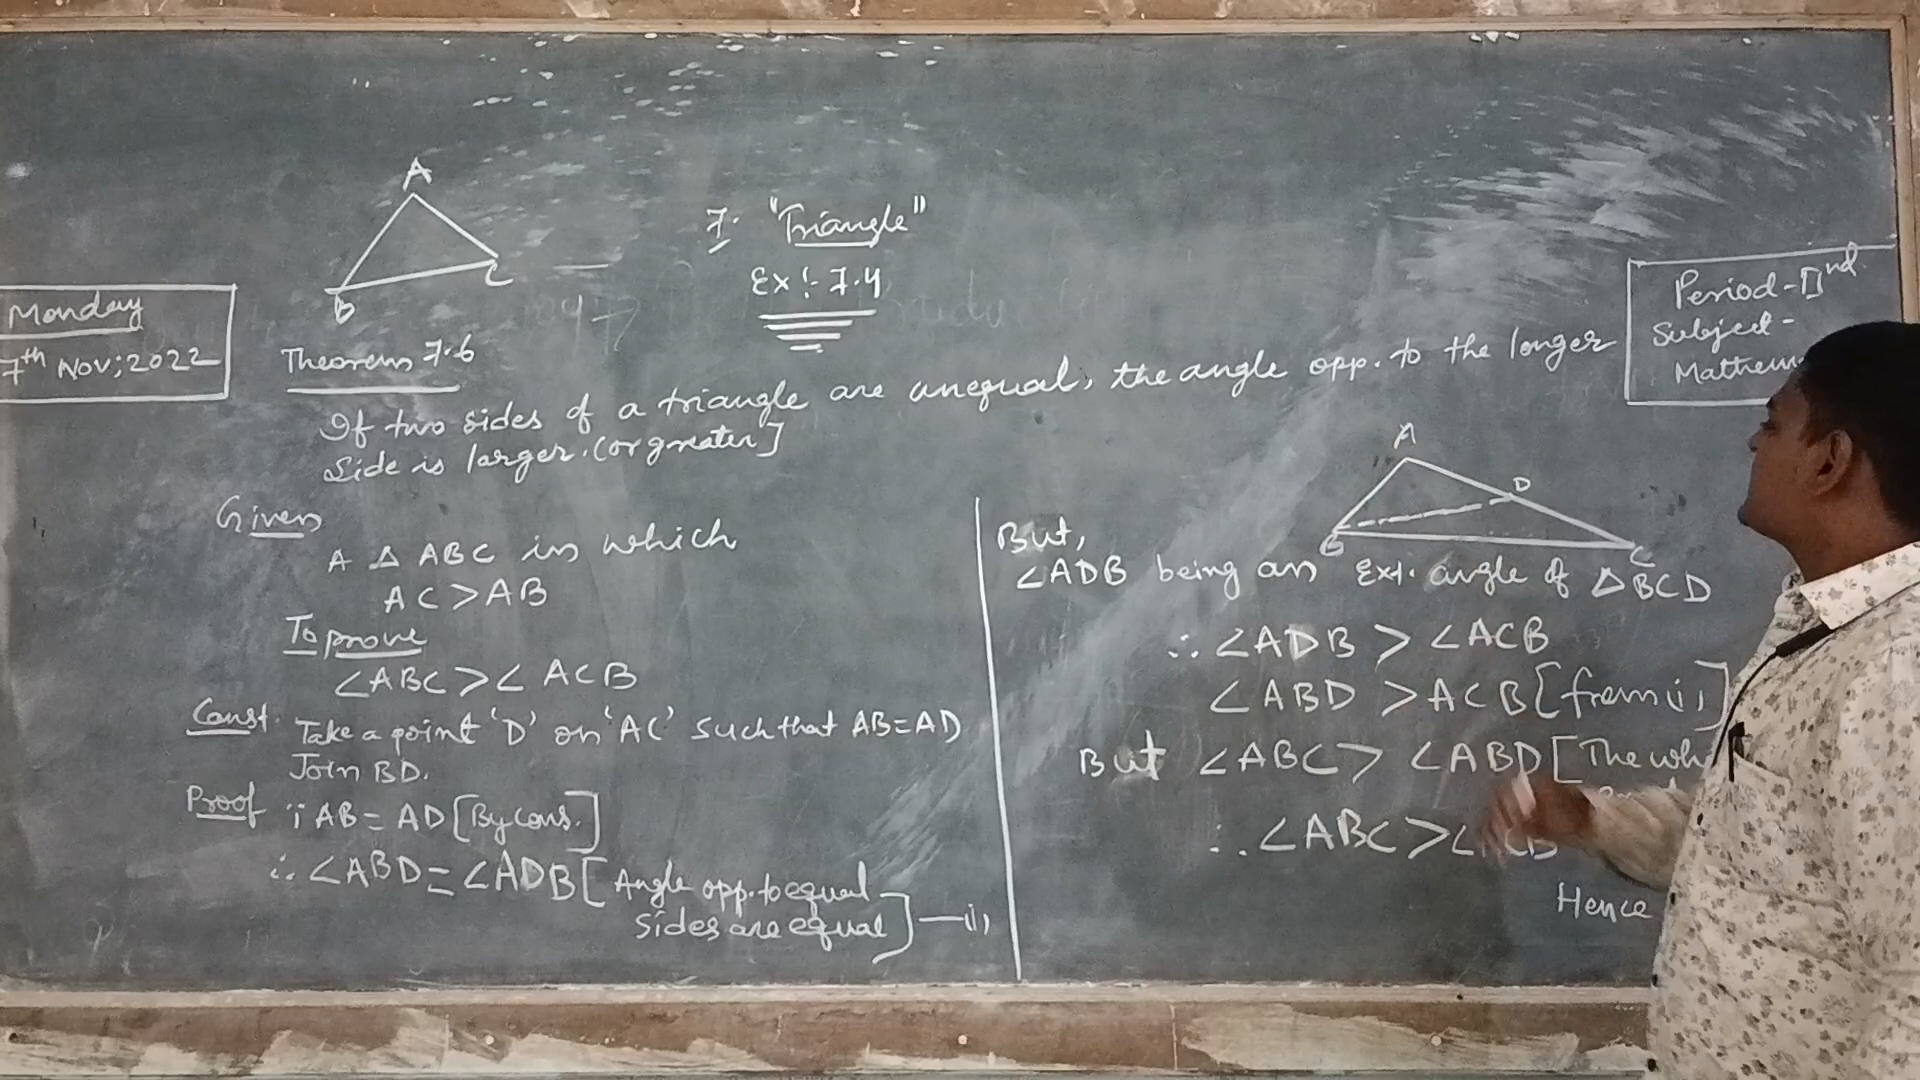 A
B
C
7. "Triangle"
Ex:- 7.4
Monday
7th Nov; 2022
Period - IInd
Subject -
Theorem 7.6
If two sides of a triangle are unequal, the angle opp. to the longer
Side is larger. (or greater]
Given
A Δ ABC in which
AC > AB
To prove
∠ABC > ∠ACB
Const. Take a point 'D' on 'AC' such that AB = AD
Join BD.
Proof ∵ AB = AD [By Cons.]
∴ ∠ABD = ∠ADB [Angle opp. to equal
Sides are equal] — (i)
A
D
B
C
But,
∠ADB being an Ext. angle of ΔBCD
∴ ∠ADB > ∠ACB
∠ABD > ACB [from (i)]
But ∠ABC > ∠ABD [The
∴ ∠ABC > ∠ACB
Hence